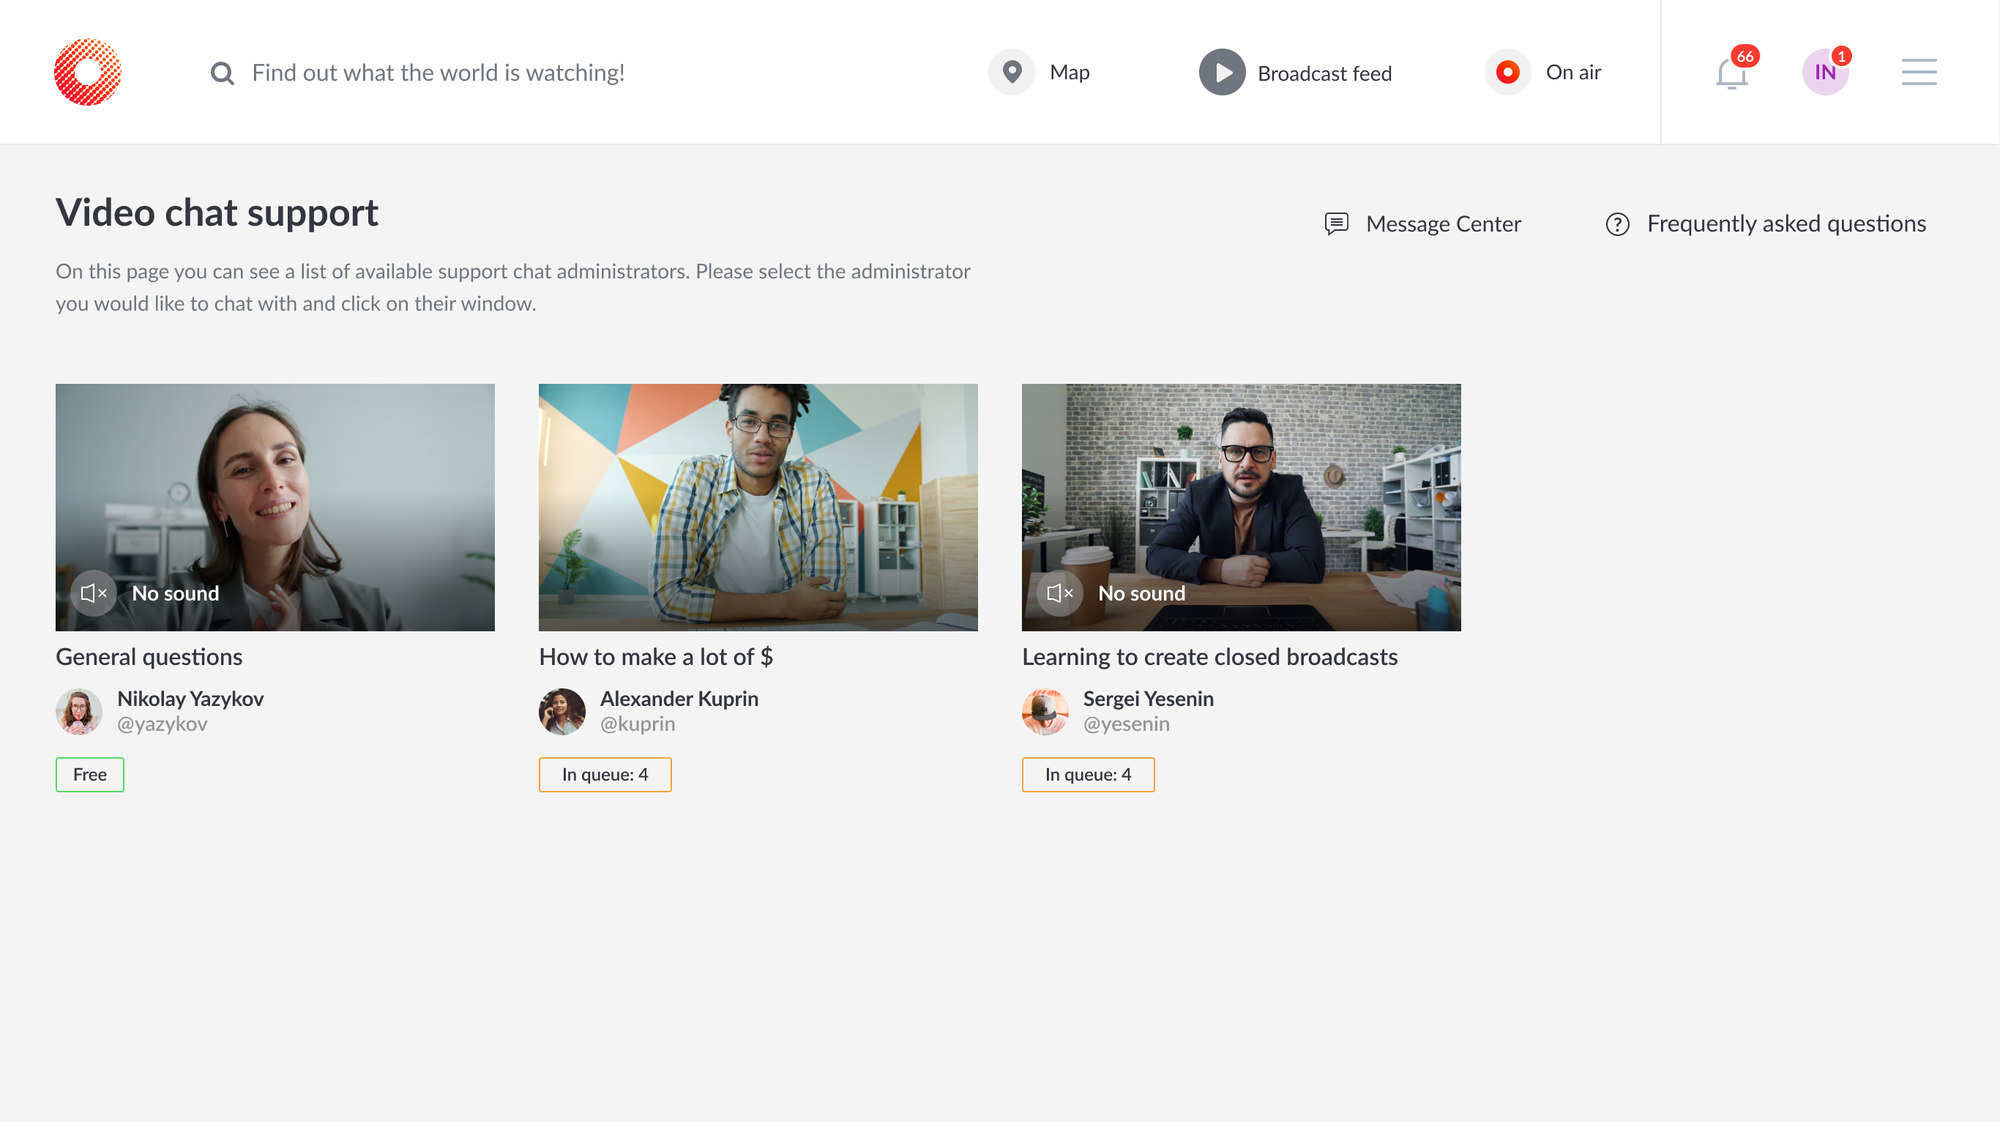 Find out what the world is watching!
Map
Broadcast feed
On air
66
IN
1
Video chat support
Message Center
Frequently asked questions
On this page you can see a list of available support chat administrators. Please select the administrator
you would like to chat with and click on their window.
No sound
No sound
General questions
How to make a lot of $
Learning to create closed broadcasts
Nikolay Yazykov
@yazykov
Alexander Kuprin
@kuprin
Sergei Yesenin
@yesenin
Free
In queue: 4
In queue: 4